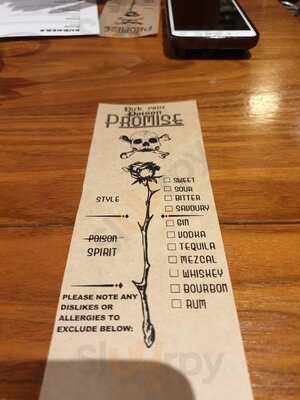 Pick your
Poison
PROMISE
STYLE
SWEET
SOUR
BITTER
SAVOURY
POISON
SPIRIT
GIN
VODKA
TEQUILA
MEZCAL
WHISKEY
BOURBON
RUM
PLEASE NOTE ANY
DISLIKES OR
ALLERGIES TO
EXCLUDE BELOW:
PROMISE